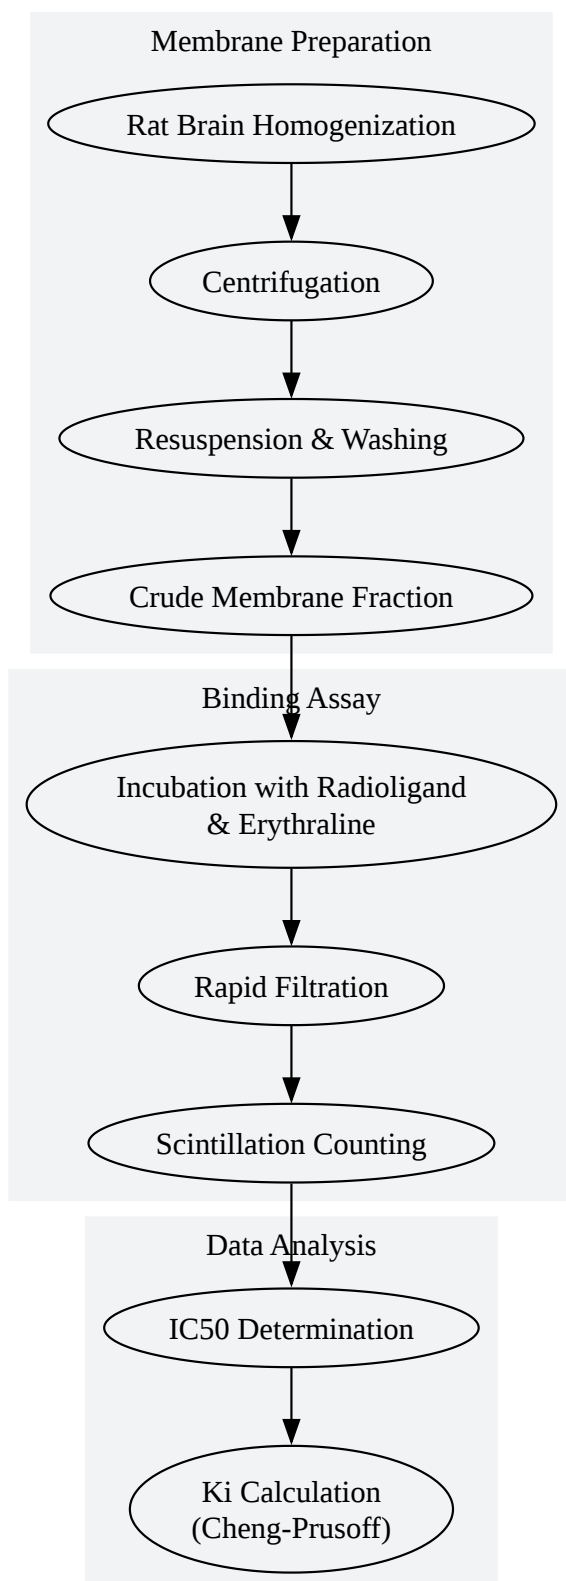 Membrane Preparation
Rat Brain Homogenization
Centrifugation
Resuspension & Washing
Crude Membrane Fraction
Binding Assay
Incubation with Radioligand
& Erythraline
Rapid Filtration
Scintillation Counting
Data Analysis
IC50 Determination
Ki Calculation
(Cheng-Prusoff)